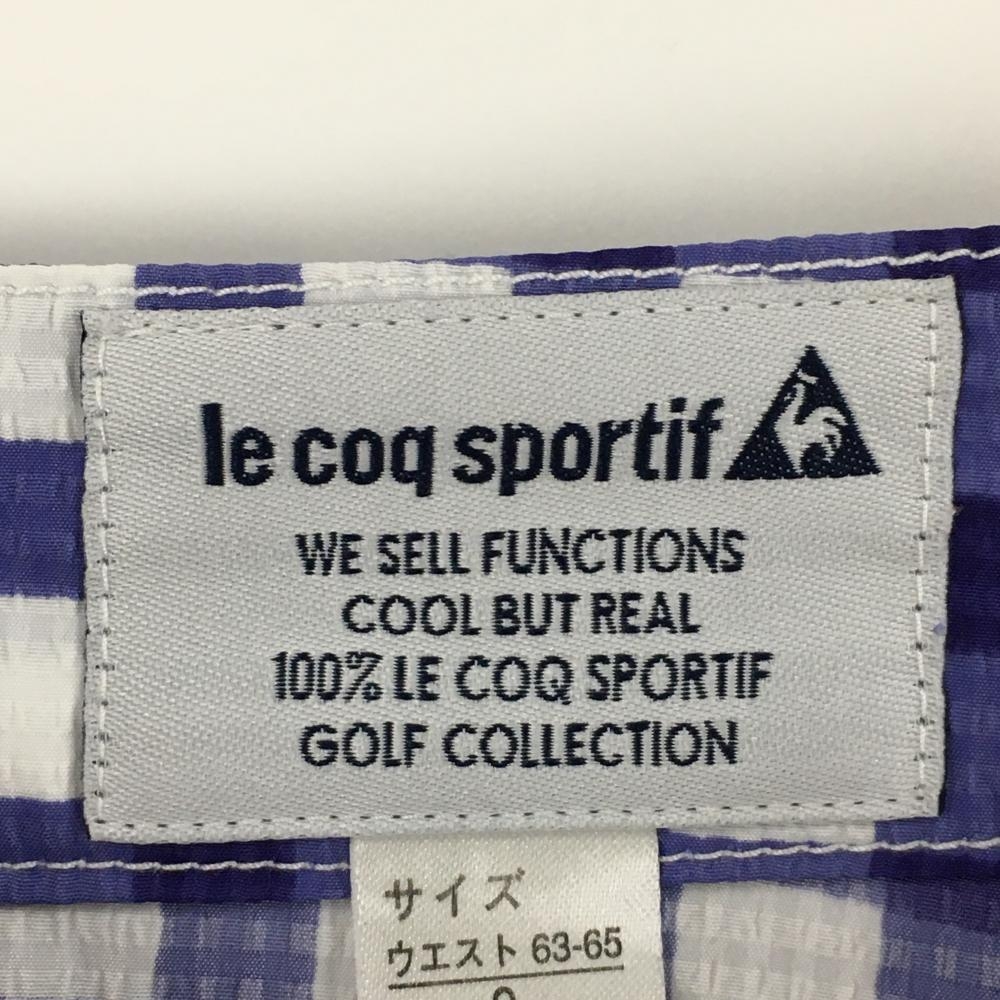 le coq sportif
WE SELL FUNCTIONS
COOL BUT REAL
100% LE COQ SPORTIF
GOLF COLLECTION
サイズ
ウエスト 63-65